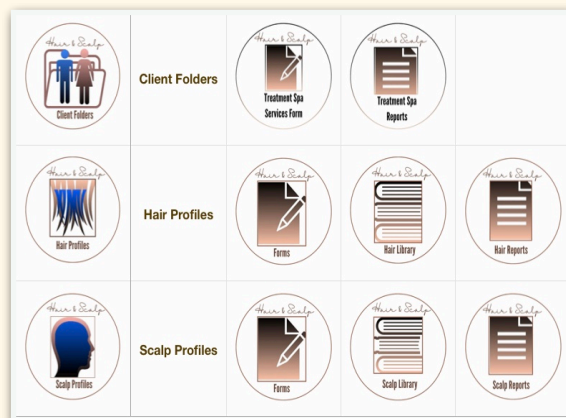 Hair & Scalp
Client Folders
Client Folders
Hair & Scalp
Treatment Spa
Services Form
Hair & Scalp
Treatment Spa
Reports
Hair & Scalp
Hair Profiles
Hair Profiles
Hair & Scalp
Forms
Hair & Scalp
Hair Library
Hair & Scalp
Hair Reports
Hair & Scalp
Scalp Profiles
Scalp Profiles
Hair & Scalp
Forms
Hair & Scalp
Scalp Library
Hair & Scalp
Scalp Reports